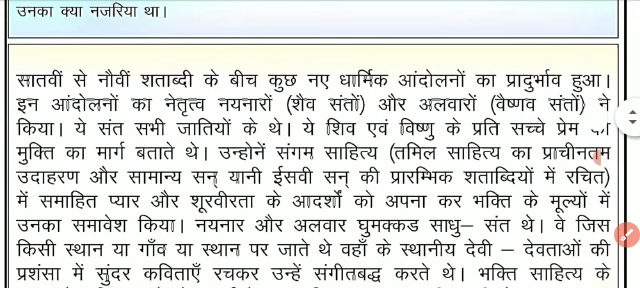 उनका क्या नजरिया था।
सातवीं से नौवीं शताब्दी के बीच कुछ नए धार्मिक आंदोलनों का प्रादुर्भाव हुआ।
इन आंदोलनों का नेतृत्व नयनारों (शैव संतों) और अलवारों (वैष्णव संतों) ने
किया। ये संत सभी जातियों के थे। ये शिव एवं विष्णु के प्रति सच्चे प्रेम
मुक्ति का मार्ग बताते थे। उन्होनें संगम साहित्य (तमिल साहित्य का प्राचीनतम
उदाहरण और सामान्य सन् यानी ईसवी सन् की प्रारम्भिक शताब्दियों में रचित)
में समाहित प्यार और शूरवीरता के आदर्शों को अपना कर भक्ति के मूल्यों में
उनका समावेश किया। नयनार और अलवार घुमक्कड साधु– संत थे। वे जिस
किसी स्थान या गाँव या स्थान पर जाते थे वहाँ के स्थानीय देवी – देवताओं की
प्रशंसा में सुंदर कविताएँ रचकर उन्हें संगीतबद्ध करते थे। भक्ति साहित्य के